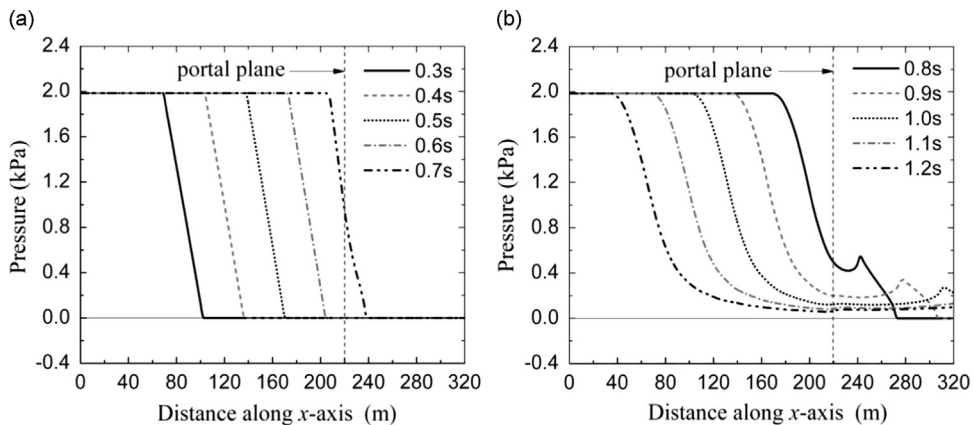 (a)
2.4
2.0
1.6
1.2
0.8
0.4
0.0
-0.4
Pressure (kPa)
portal plane
0.3s
0.4s
0.5s
0.6s
0.7s
0 40 80 120 160 200 240 280 320
Distance along x-axis (m)
(b)
2.4
2.0
1.6
1.2
0.8
0.4
0.0
-0.4
Pressure (kPa)
portal plane
0.8s
0.9s
1.0s
1.1s
1.2s
0 40 80 120 160 200 240 280 320
Distance along x-axis (m)